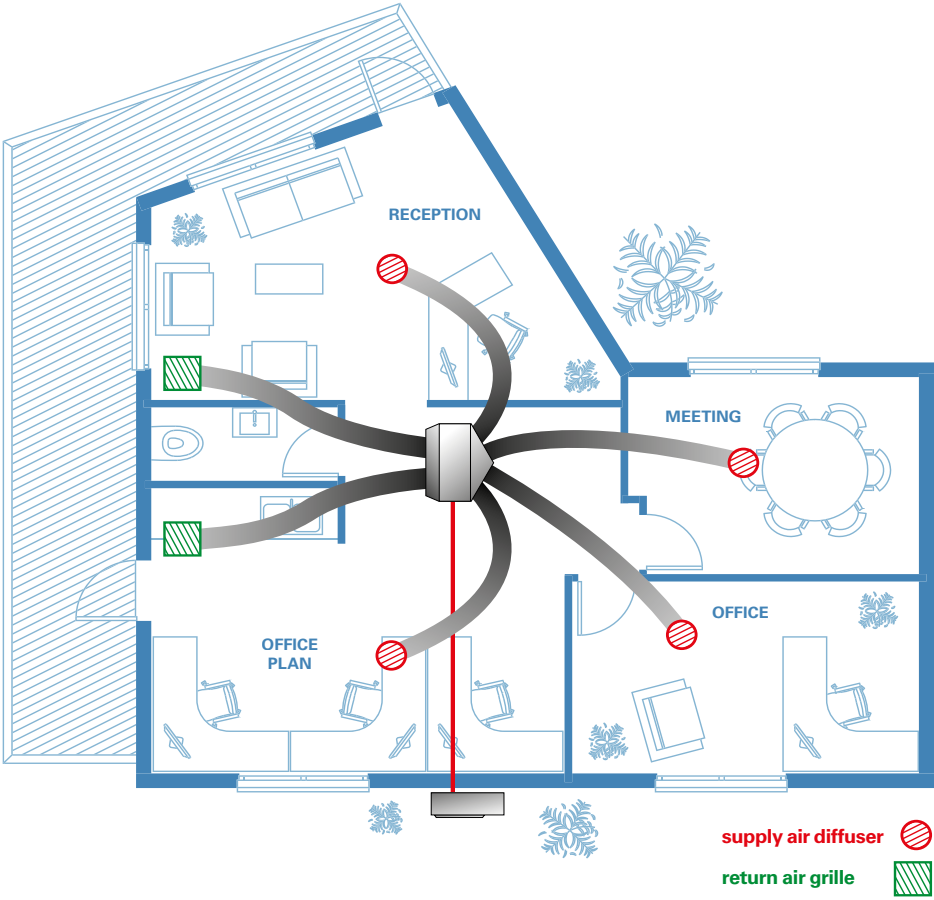 RECEPTION
MEETING
OFFICE
OFFICE
PLAN
supply air diffuser
return air grille